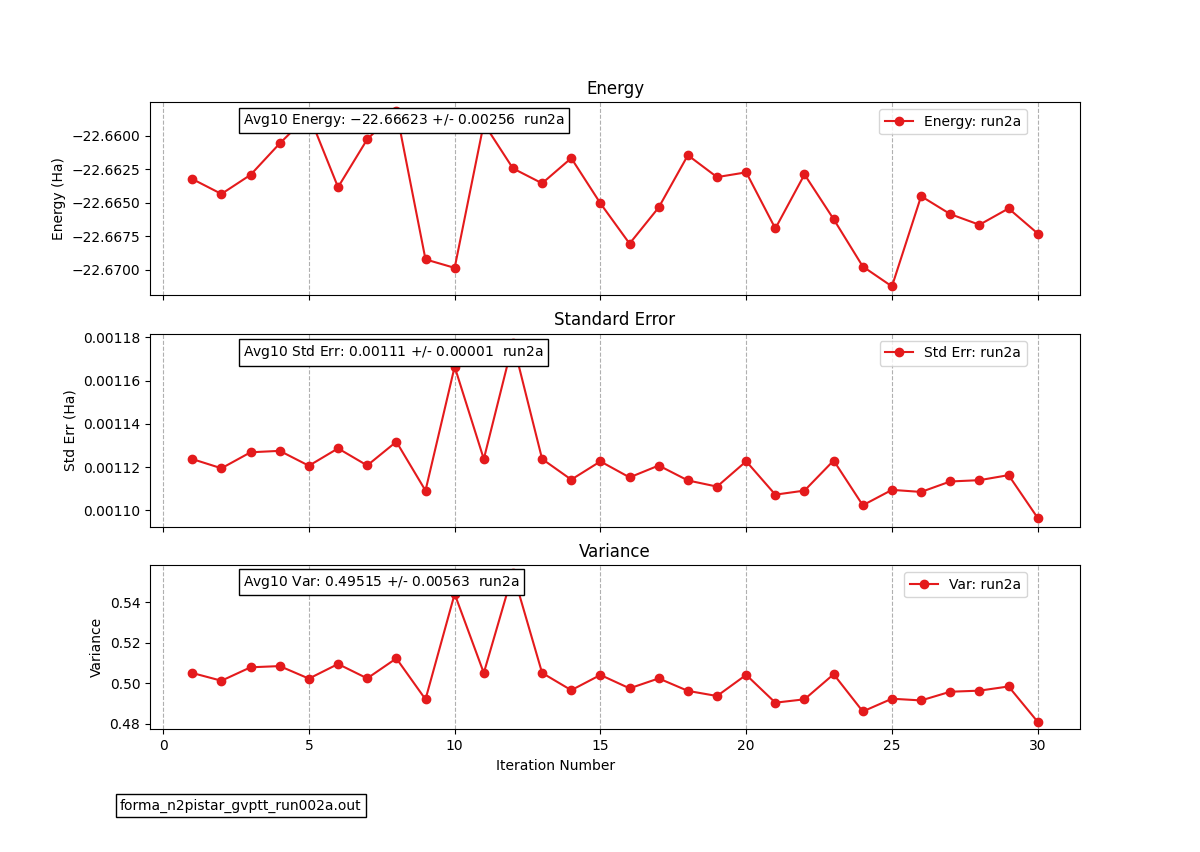 Energy
Avg10 Energy: −22.66623 +/- 0.00256  run2a
Energy: run2a
Energy (Ha)
−22.6600
−22.6625
−22.6650
−22.6675
−22.6700
Standard Error
Avg10 Std Err: 0.00111 +/- 0.00001  run2a
Std Err: run2a
Std Err (Ha)
0.00118
0.00116
0.00114
0.00112
0.00110
Variance
Avg10 Var: 0.49515 +/- 0.00563  run2a
Var: run2a
Variance
0.54
0.52
0.50
0.48
0 5 10 15 20 25 30
Iteration Number
forma_n2pistar_gvptt_run002a.out